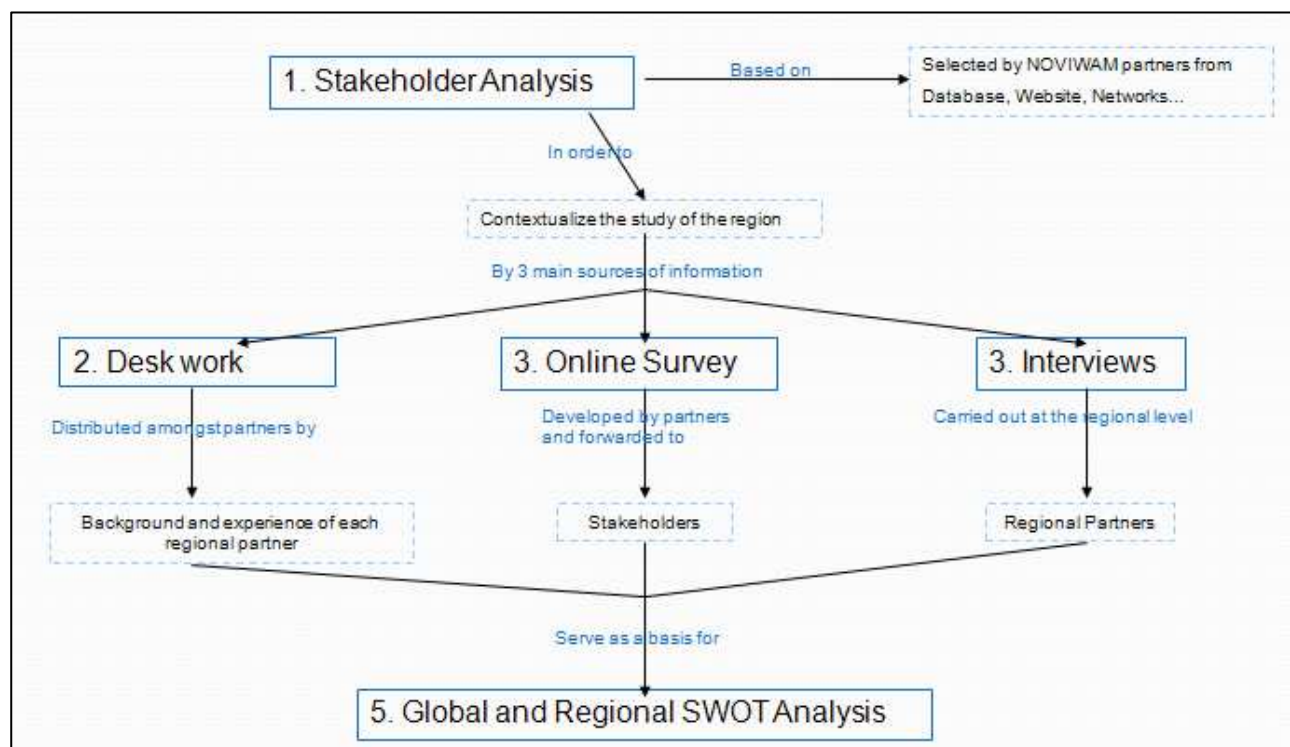 1. Stakeholder Analysis
Based on
Selected by NOVIWAM partners from
Database, Website, Networks...
In order to
Contextualize the study of the region
By 3 main sources of information
2. Desk work
3. Online Survey
3. Interviews
Distributed amongst partners by
Developed by partners
and forwarded to
Carried out at the regional level
Background and experience of each
regional partner
Stakeholders
Regional Partners
Serve as a basis for
5. Global and Regional SWOT Analysis